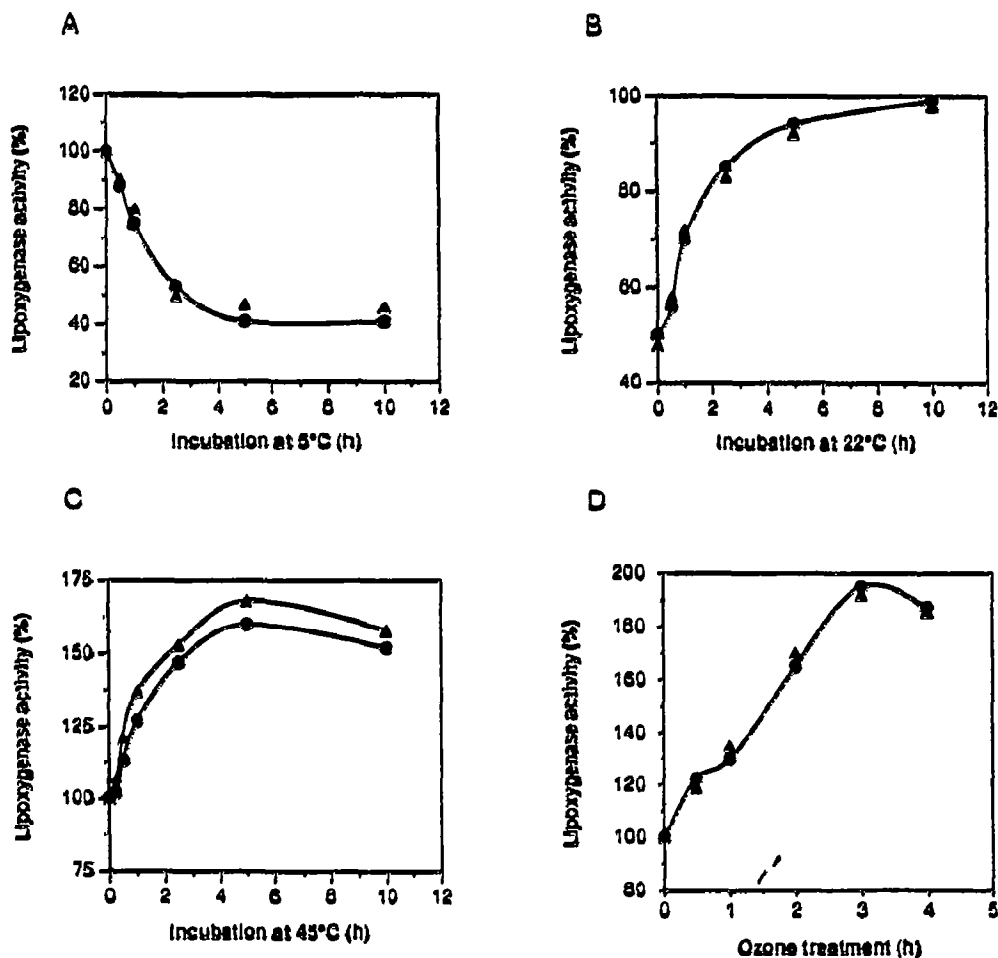 A
Lipoxygenase activity (%)
120
100
80
60
40
20
0 2 4 6 8 10 12
Incubation at 5°C (h)
B
Lipoxygenase activity (%)
100
80
60
40
0 2 4 6 8 10 12
Incubation at 22°C (h)
C
Lipoxygenase activity (%)
175
150
125
100
75
0 2 4 6 8 10 12
Incubation at 45°C (h)
D
Lipoxygenase activity (%)
200
180
160
140
120
100
80
0 1 2 3 4 5
Ozone treatment (h)